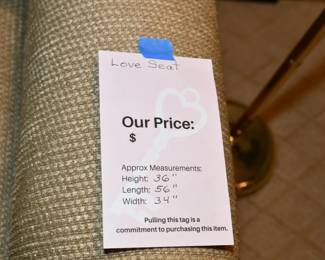 Love Seat
Our Price:
$
Approx Measurements:
Height: 36"
Length: 56"
Width: 34"
Pulling this tag is a
commitment to purchasing this item.